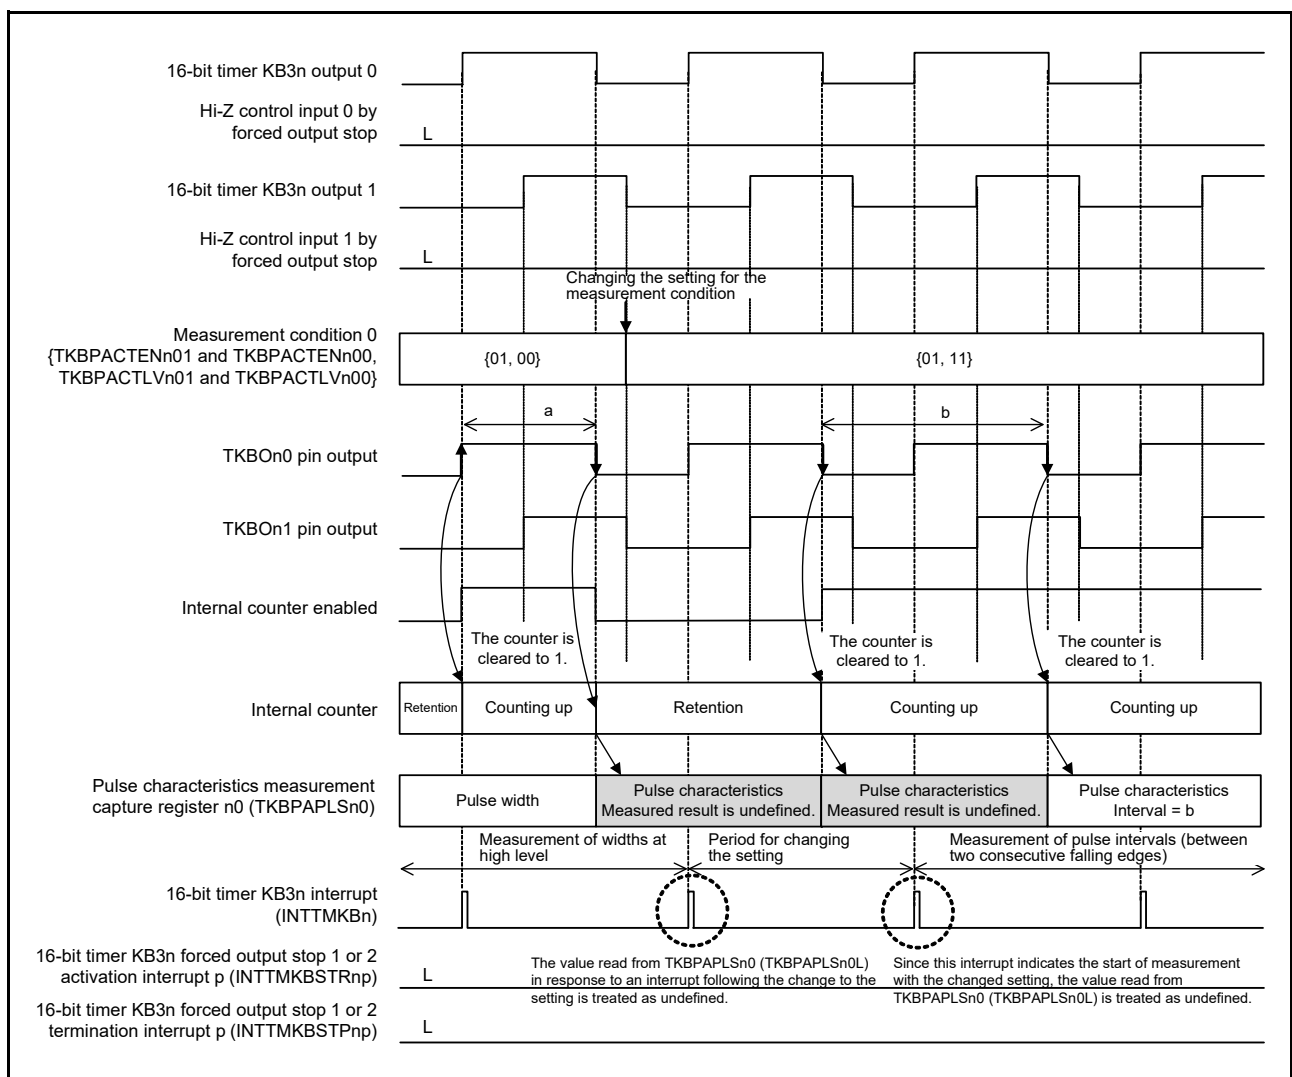 16-bit timer KB3n output 0
Hi-Z control input 0 by
forced output stop
L
16-bit timer KB3n output 1
Hi-Z control input 1 by
forced output stop
L
Changing the setting for the
measurement condition
Measurement condition 0
{TKBPACTENn01 and TKBPACTENn00,
TKBPACTLVn01 and TKBPACTLVn00}
{01, 00}
{01, 11}
a
b
TKBOn0 pin output
TKBOn1 pin output
Internal counter enabled
The counter is
cleared to 1.
The counter is
cleared to 1.
The counter is
cleared to 1.
Internal counter
Retention
Counting up
Retention
Counting up
Counting up
Pulse characteristics measurement
capture register n0 (TKBPAPLSn0)
Pulse width
Pulse characteristics
Measured result is undefined.
Pulse characteristics
Measured result is undefined.
Pulse characteristics
Interval = b
Measurement of widths at
high level
Period for changing
the setting
Measurement of pulse intervals (between
two consecutive falling edges)
16-bit timer KB3n interrupt
(INTTMKBn)
16-bit timer KB3n forced output stop 1 or 2
activation interrupt p (INTTMKBSTRnp)
L
The value read from TKBPAPLSn0 (TKBPAPLSn0L)
in response to an interrupt following the change to the
setting is treated as undefined.
Since this interrupt indicates the start of measurement
with the changed setting, the value read from
TKBPAPLSn0 (TKBPAPLSn0L) is treated as undefined.
16-bit timer KB3n forced output stop 1 or 2
termination interrupt p (INTTMKBSTPnp)
L